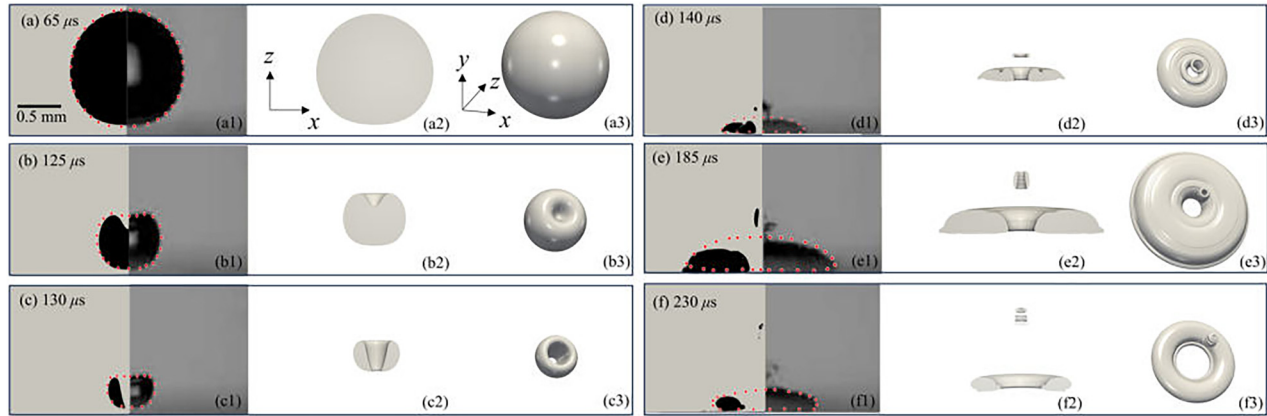 (a) 65 μs
0.5 mm
(a1)
z
x
(a2)
y
z
x
(a3)
(b) 125
μs
(b1)
(b2)
(b3)
(c) 130 μs
(c1)
(c2)
(c3)
(d) 140 μs
(d1)
(d2)
(d3)
(e) 185 μs
(e1)
(e2)
(e3)
(f) 230 μs
(f1)
(f2)
(f3)